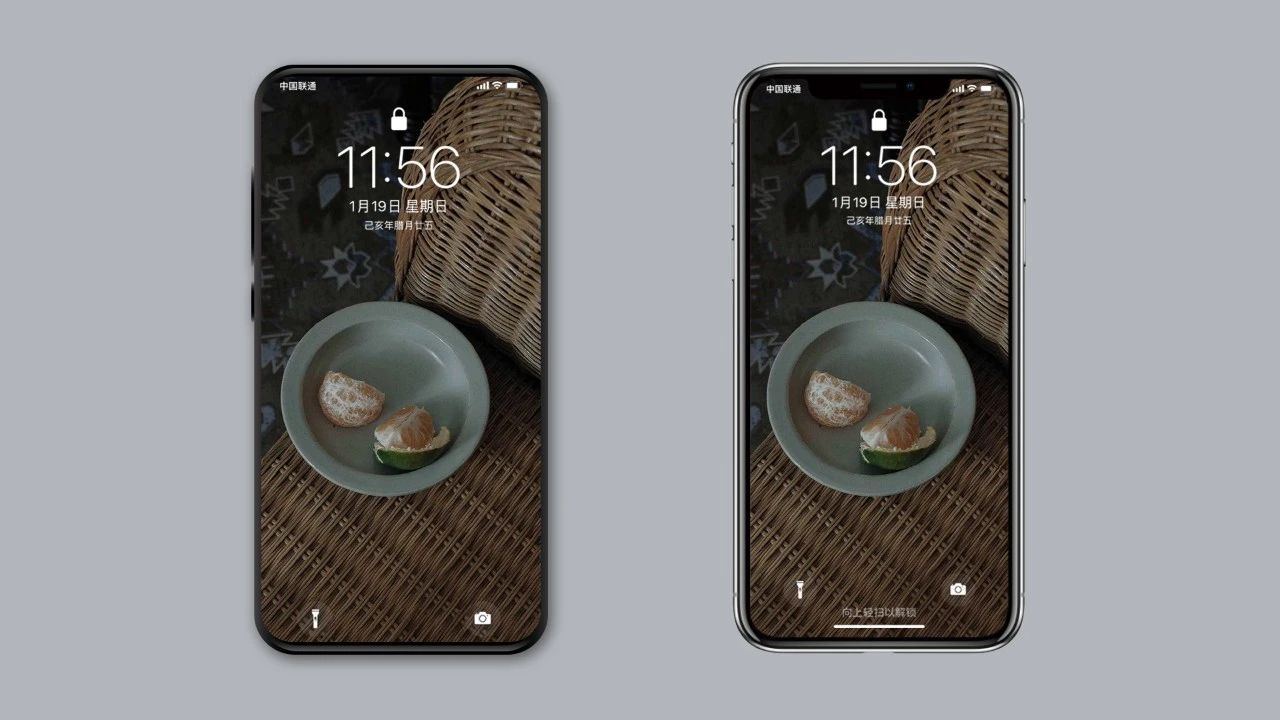 中国联通
11:56
1月19日 星期日
己亥年腊月廿五
中国联通
11:56
1月19日 星期日
己亥年腊月廿五
向上轻扫以解锁